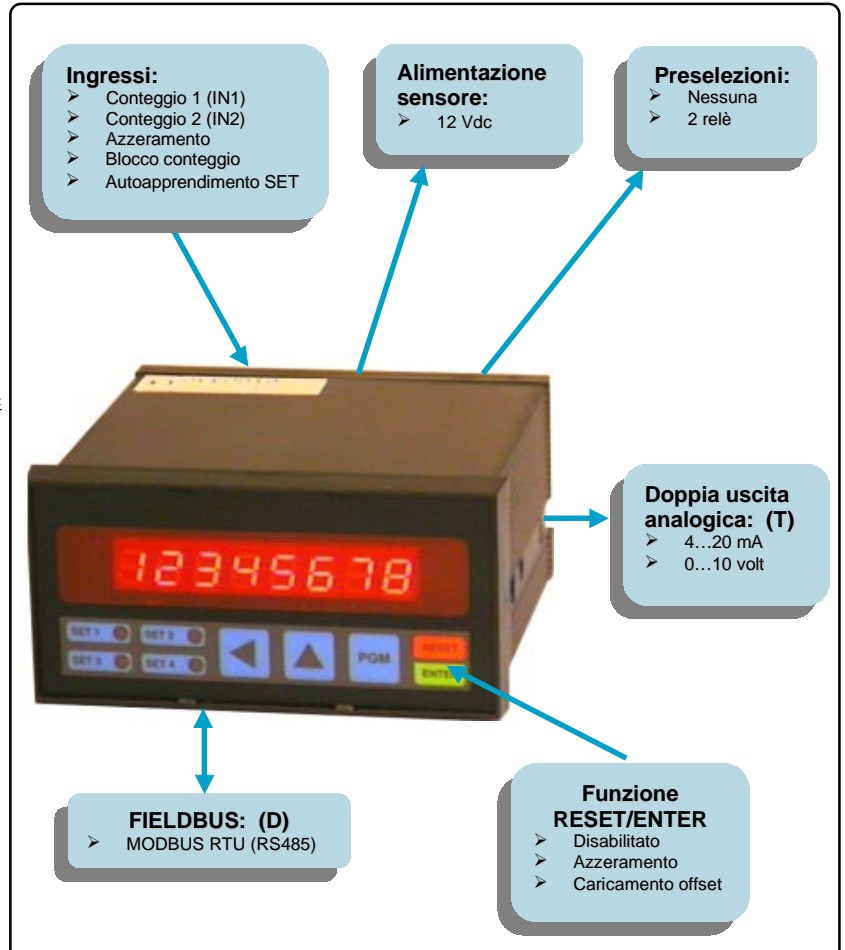 Ingressi:
➢ Conteggio 1 (IN1)
➢ Conteggio 2 (IN2)
➢ Azzeramento
➢ Blocco conteggio
➢ Autoapprendimento SET
Alimentazione
sensore:
➢ 12 Vdc
Preselezioni:
➢ Nessuna
➢ 2 relè
Doppia uscita
analogica: (T)
➢ 4…20 mA
➢ 0…10 volt
12345678
SET 1
SET 2
SET 3
SET 4
PGM
RESET
ENTER
FIELDBUS: (D)
➢ MODBUS RTU (RS485)
Funzione
RESET/ENTER
➢ Disabilitato
➢ Azzeramento
➢ Caricamento offset